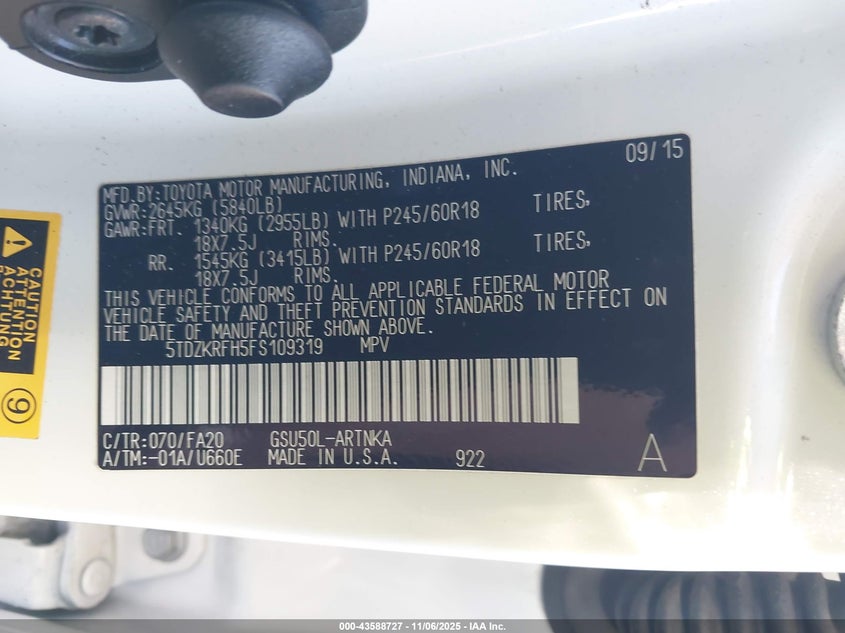 09/15
MFD.BY:TOYOTA MOTOR MANUFACTURING, INDIANA, INC.
GVWR:2645KG (5840LB)
GAWR:FRT. 1340KG (2955LB) WITH P245/60R18 TIRES,
18X7.5J RIMS.
RR. 1545KG (3415LB) WITH P245/60R18 TIRES,
18X7.5J RIMS.
THIS VEHICLE CONFORMS TO ALL APPLICABLE FEDERAL MOTOR
VEHICLE SAFETY AND THEFT PREVENTION STANDARDS IN EFFECT ON
THE DATE OF MANUFACTURE SHOWN ABOVE.
5TDZKRFH5FS109319 MPV
C/TR:070/FA20 GSU50L-ARTNKA
A/TM:-01A/U660E MADE IN U.S.A. 922 A
CAUTION
ATTENTION
ACHTUNG
9
000-43588727 - 11/06/2025 - IAA Inc.